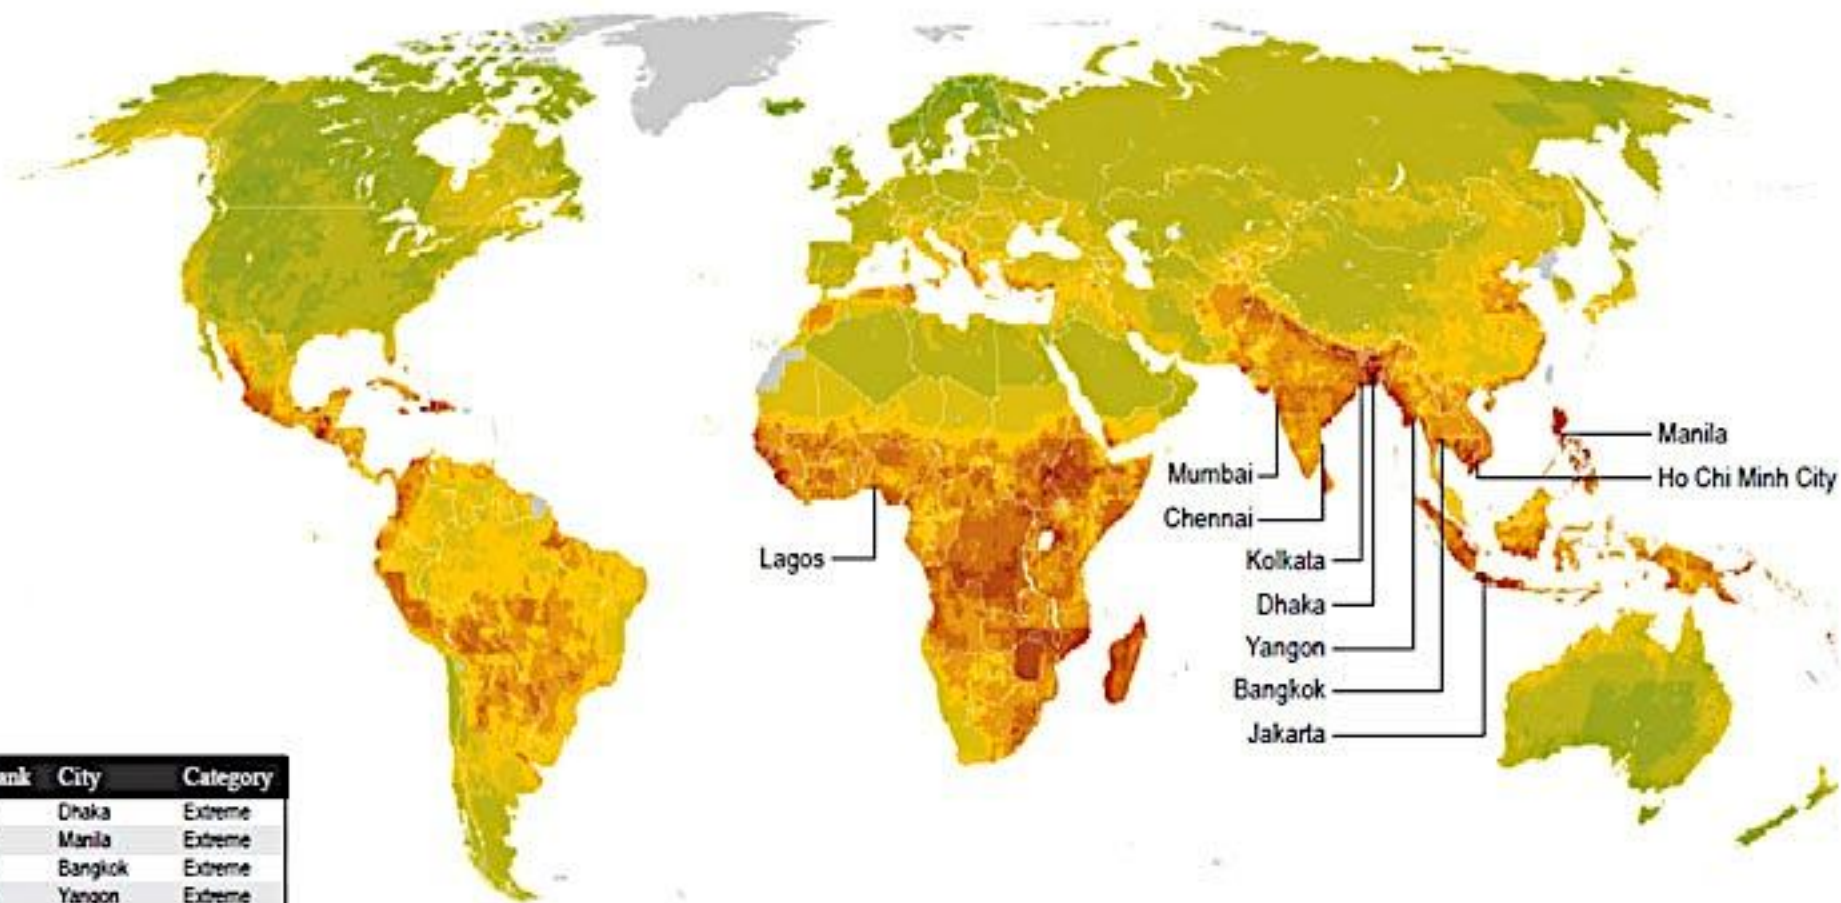 Manila
Ho Chi Minh City
Mumbai
Chennai
Lagos
Kolkata
Dhaka
Yangon
Bangkok
Jakarta
ank City Category
Dhaka Extreme
Manila Extreme
Bangkok Extreme
Yangon Extreme